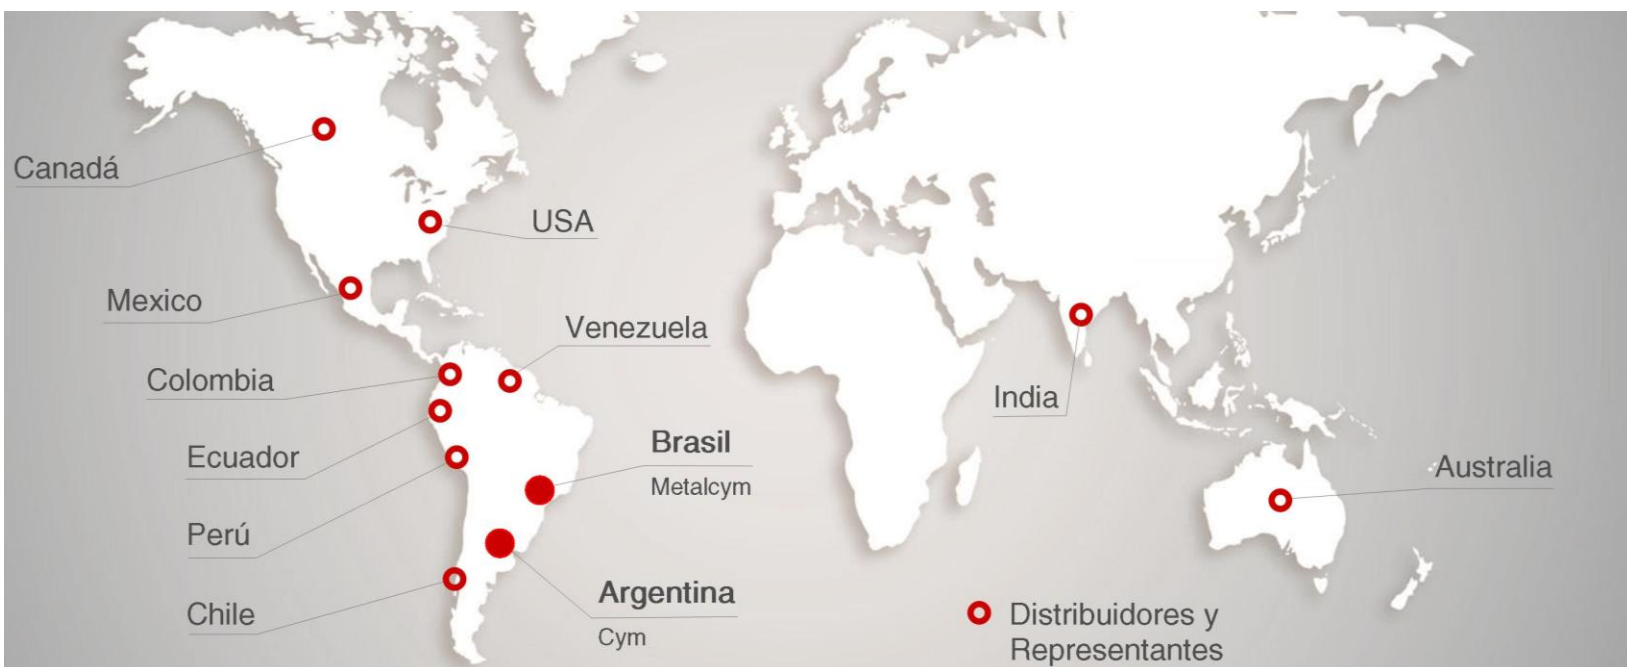 Canadá
USA
Mexico
Venezuela
Colombia
India
Ecuador
Brasil
Metalcym
Australia
Perú
Argentina
Cym
Chile
Distribuidores y
Representantes